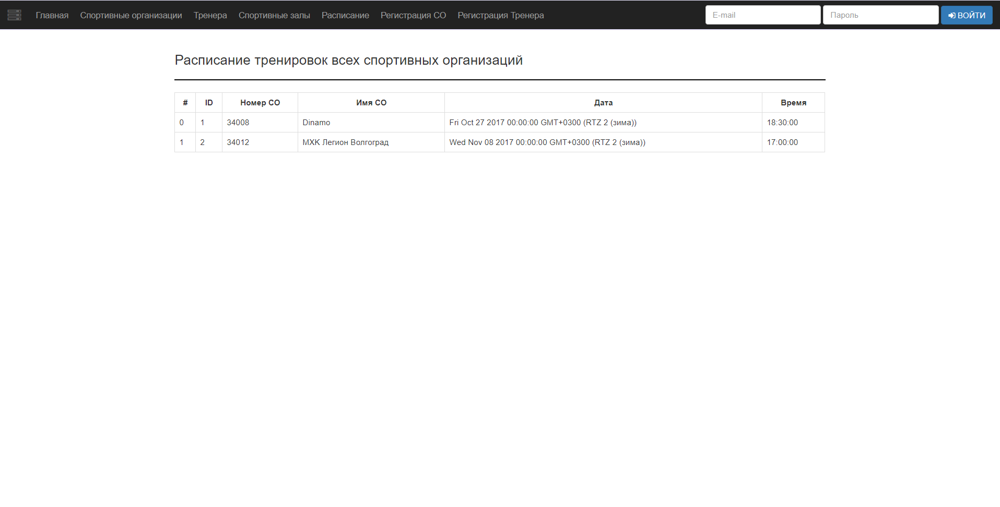 Главная Спортивные организации Тренера Спортивные залы Расписание Регистрация СО Регистрация Тренера E-mail Пароль ВОЙТИ
Расписание тренировок всех спортивных организаций
# ID Номер СО Имя СО Дата Время
0 1 34008 Dinamo Fri Oct 27 2017 00:00:00 GMT+0300 (RTZ 2 (зима)) 18:30:00
1 2 34012 МХК Легион Волгоград Wed Nov 08 2017 00:00:00 GMT+0300 (RTZ 2 (зима)) 17:00:00